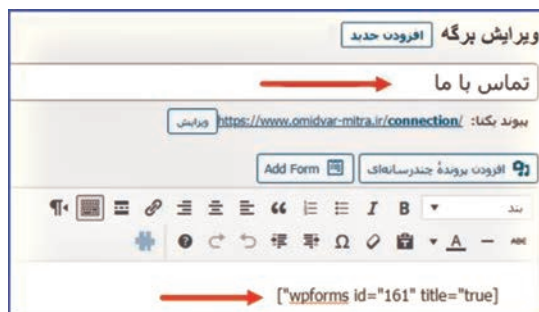 ویرایش برگه افزودن جدید
تماس با ما
پیوند یکتا: https://www.omidvar-mitra.ir/connection/ ویرایش
افزودن پروندهٔ چندرسانه‌ای Add Form
بند B I
ABC A Ω
["wpforms id="161" title="true]